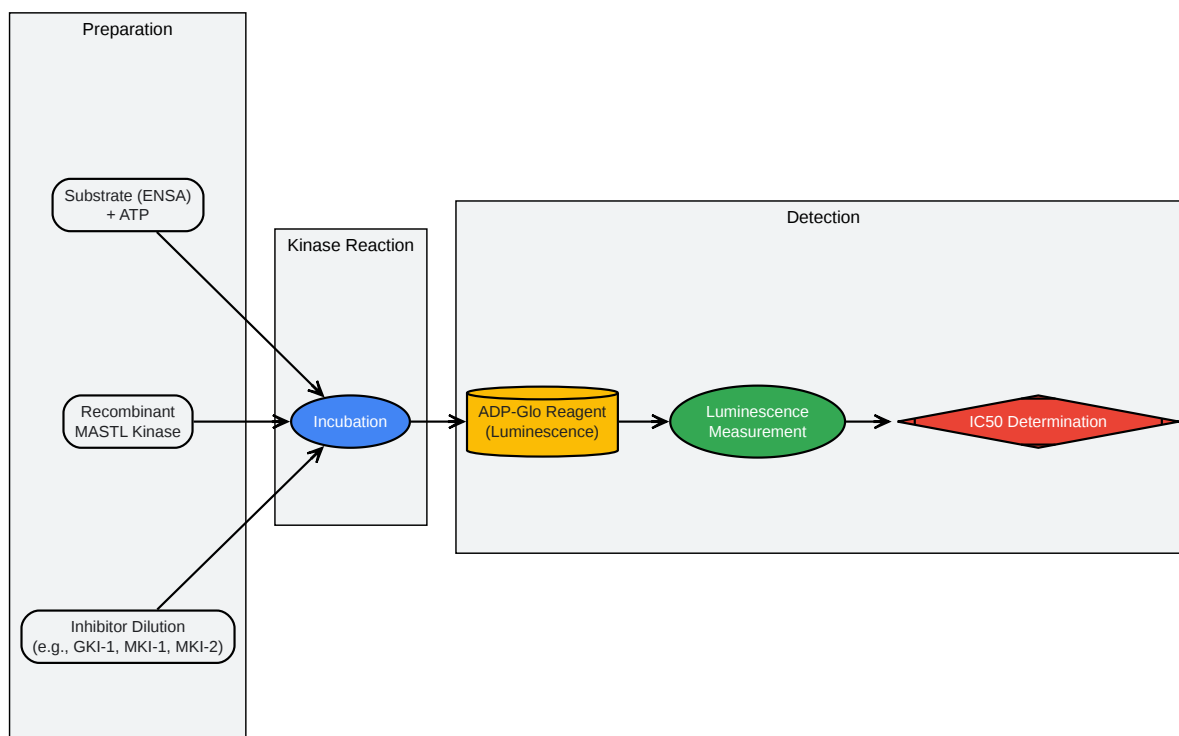 Preparation
Substrate (ENSA)
+ ATP
Recombinant
MASTL Kinase
Inhibitor Dilution
(e.g., GKI-1, MKI-1, MKI-2)
Kinase Reaction
Incubation
Detection
ADP-Glo Reagent
(Luminescence)
Luminescence
Measurement
IC50 Determination